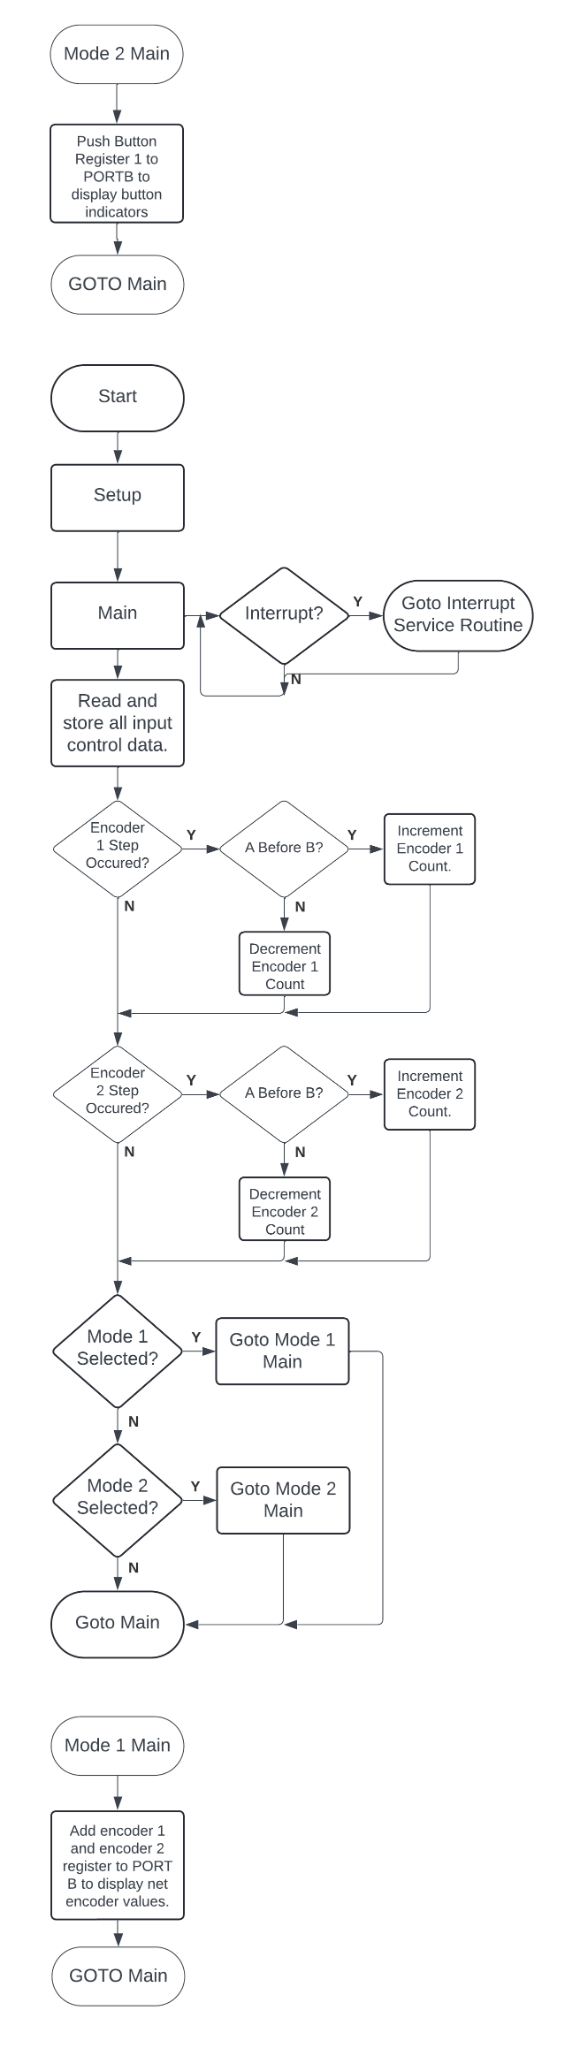 Mode 2 Main
Push Button
Register 1 to
PORTB to
display button
indicators
GOTO Main
Start
Setup
Main
Interrupt?
Y
Goto Interrupt
Service Routine
N
Read and
store all input
control data.
Encoder
1 Step
Occured?
Y
A Before B?
Y
Increment
Encoder 1
Count.
N
N
Decrement
Encoder 1
Count
Encoder
2 Step
Occured?
Y
A Before B?
Y
Increment
Encoder 2
Count.
N
N
Decrement
Encoder 2
Count
Mode 1
Selected?
Y
Goto Mode 1
Main
N
Mode 2
Selected?
Y
Goto Mode 2
Main
N
Goto Main
Mode 1 Main
Add encoder 1
and encoder 2
register to PORT
B to display net
encoder values.
GOTO Main